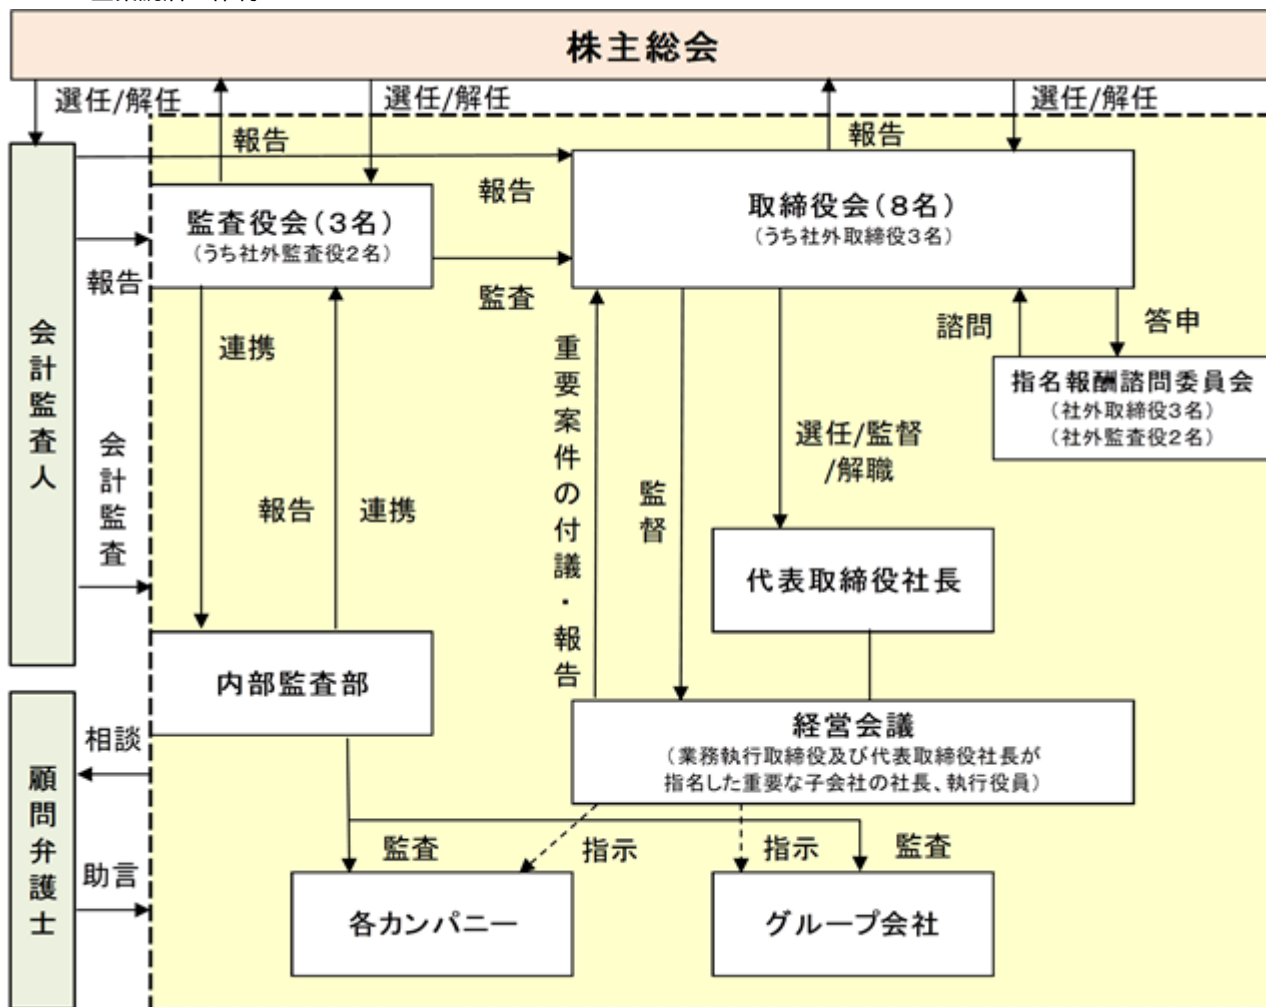 株主総会
選任/解任
選任/解任
選任/解任
報告
報告
報告
監査役会(3名)
(うち社外監査役2名)
取締役会(8名)
(うち社外取締役3名)
報告
監査
会計監査人
連携
重要案件の付議・報告
諮問
答申
指名報酬諮問委員会
(社外取締役3名)
(社外監査役2名)
会計監査
報告
連携
監督
選任/監督
/解職
代表取締役社長
内部監査部
経営会議
(業務執行取締役及び代表取締役社長が
指名した重要な子会社の社長、執行役員)
相談
顧問弁護士
助言
監査
指示
指示
監査
各カンパニー
グループ会社